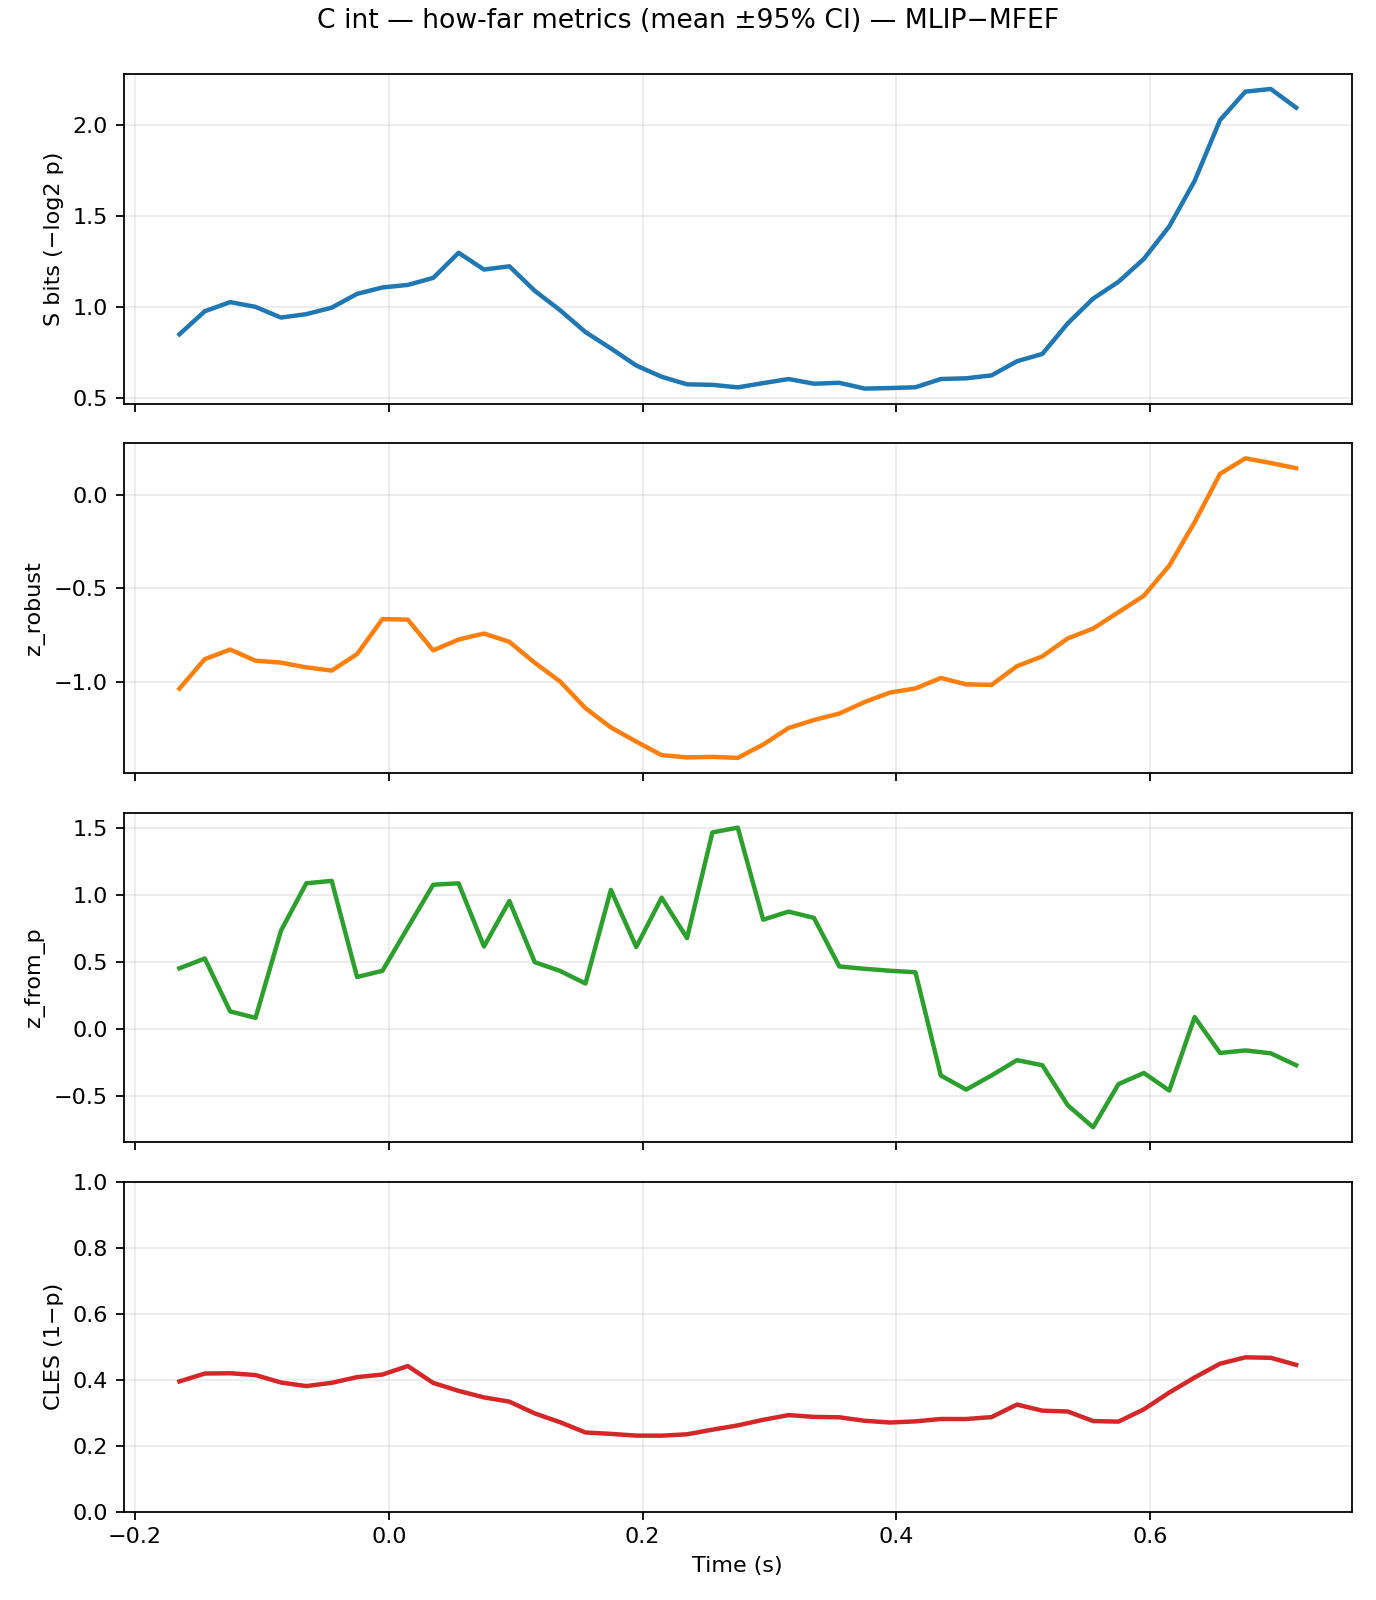 C int — how-far metrics (mean ±95% CI) — MLIP−MFEF
S bits (−log2 p)
2.0
1.5
1.0
0.5
z_robust
0.0
−0.5
−1.0
z_from_p
1.5
1.0
0.5
0.0
−0.5
CLES (1−p)
1.0
0.8
0.6
0.4
0.2
0.0
−0.2 0.0 0.2 0.4 0.6
Time (s)